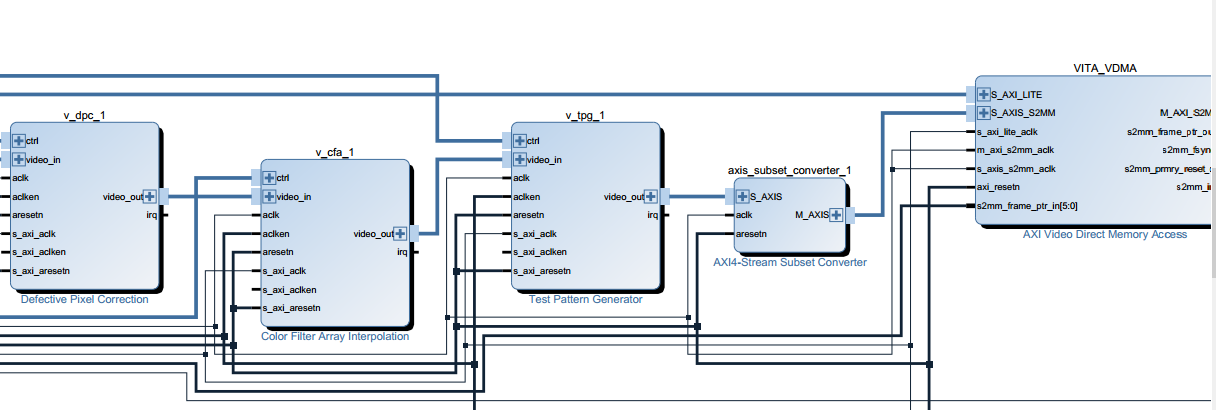 v_dpc_1
ctrl
video_in
aclk
aclken
aresetn
s_axi_aclk
s_axi_aclken
s_axi_aresetn
video_out
irq
Defective Pixel Correction
v_cfa_1
ctrl
video_in
aclk
aclken
aresetn
s_axi_aclk
s_axi_aclken
s_axi_aresetn
video_out
irq
Color Filter Array Interpolation
v_tpg_1
ctrl
video_in
aclk
aclken
aresetn
s_axi_aclk
s_axi_aclken
s_axi_aresetn
video_out
irq
Test Pattern Generator
axis_subset_converter_1
S_AXIS
aclk
aresetn
M_AXIS
AXI4-Stream Subset Converter
VITA_VDMA
S_AXI_LITE
S_AXIS_S2MM
s_axi_lite_aclk
m_axi_s2mm_aclk
s_axis_s2mm_aclk
axi_resetn
s2mm_frame_ptr_in[5:0]
M_AXI_S2M
s2mm_frame_ptr_ou
s2mm_fsyn
s2mm_prmry_reset_
s2mm_i
AXI Video Direct Memory Access